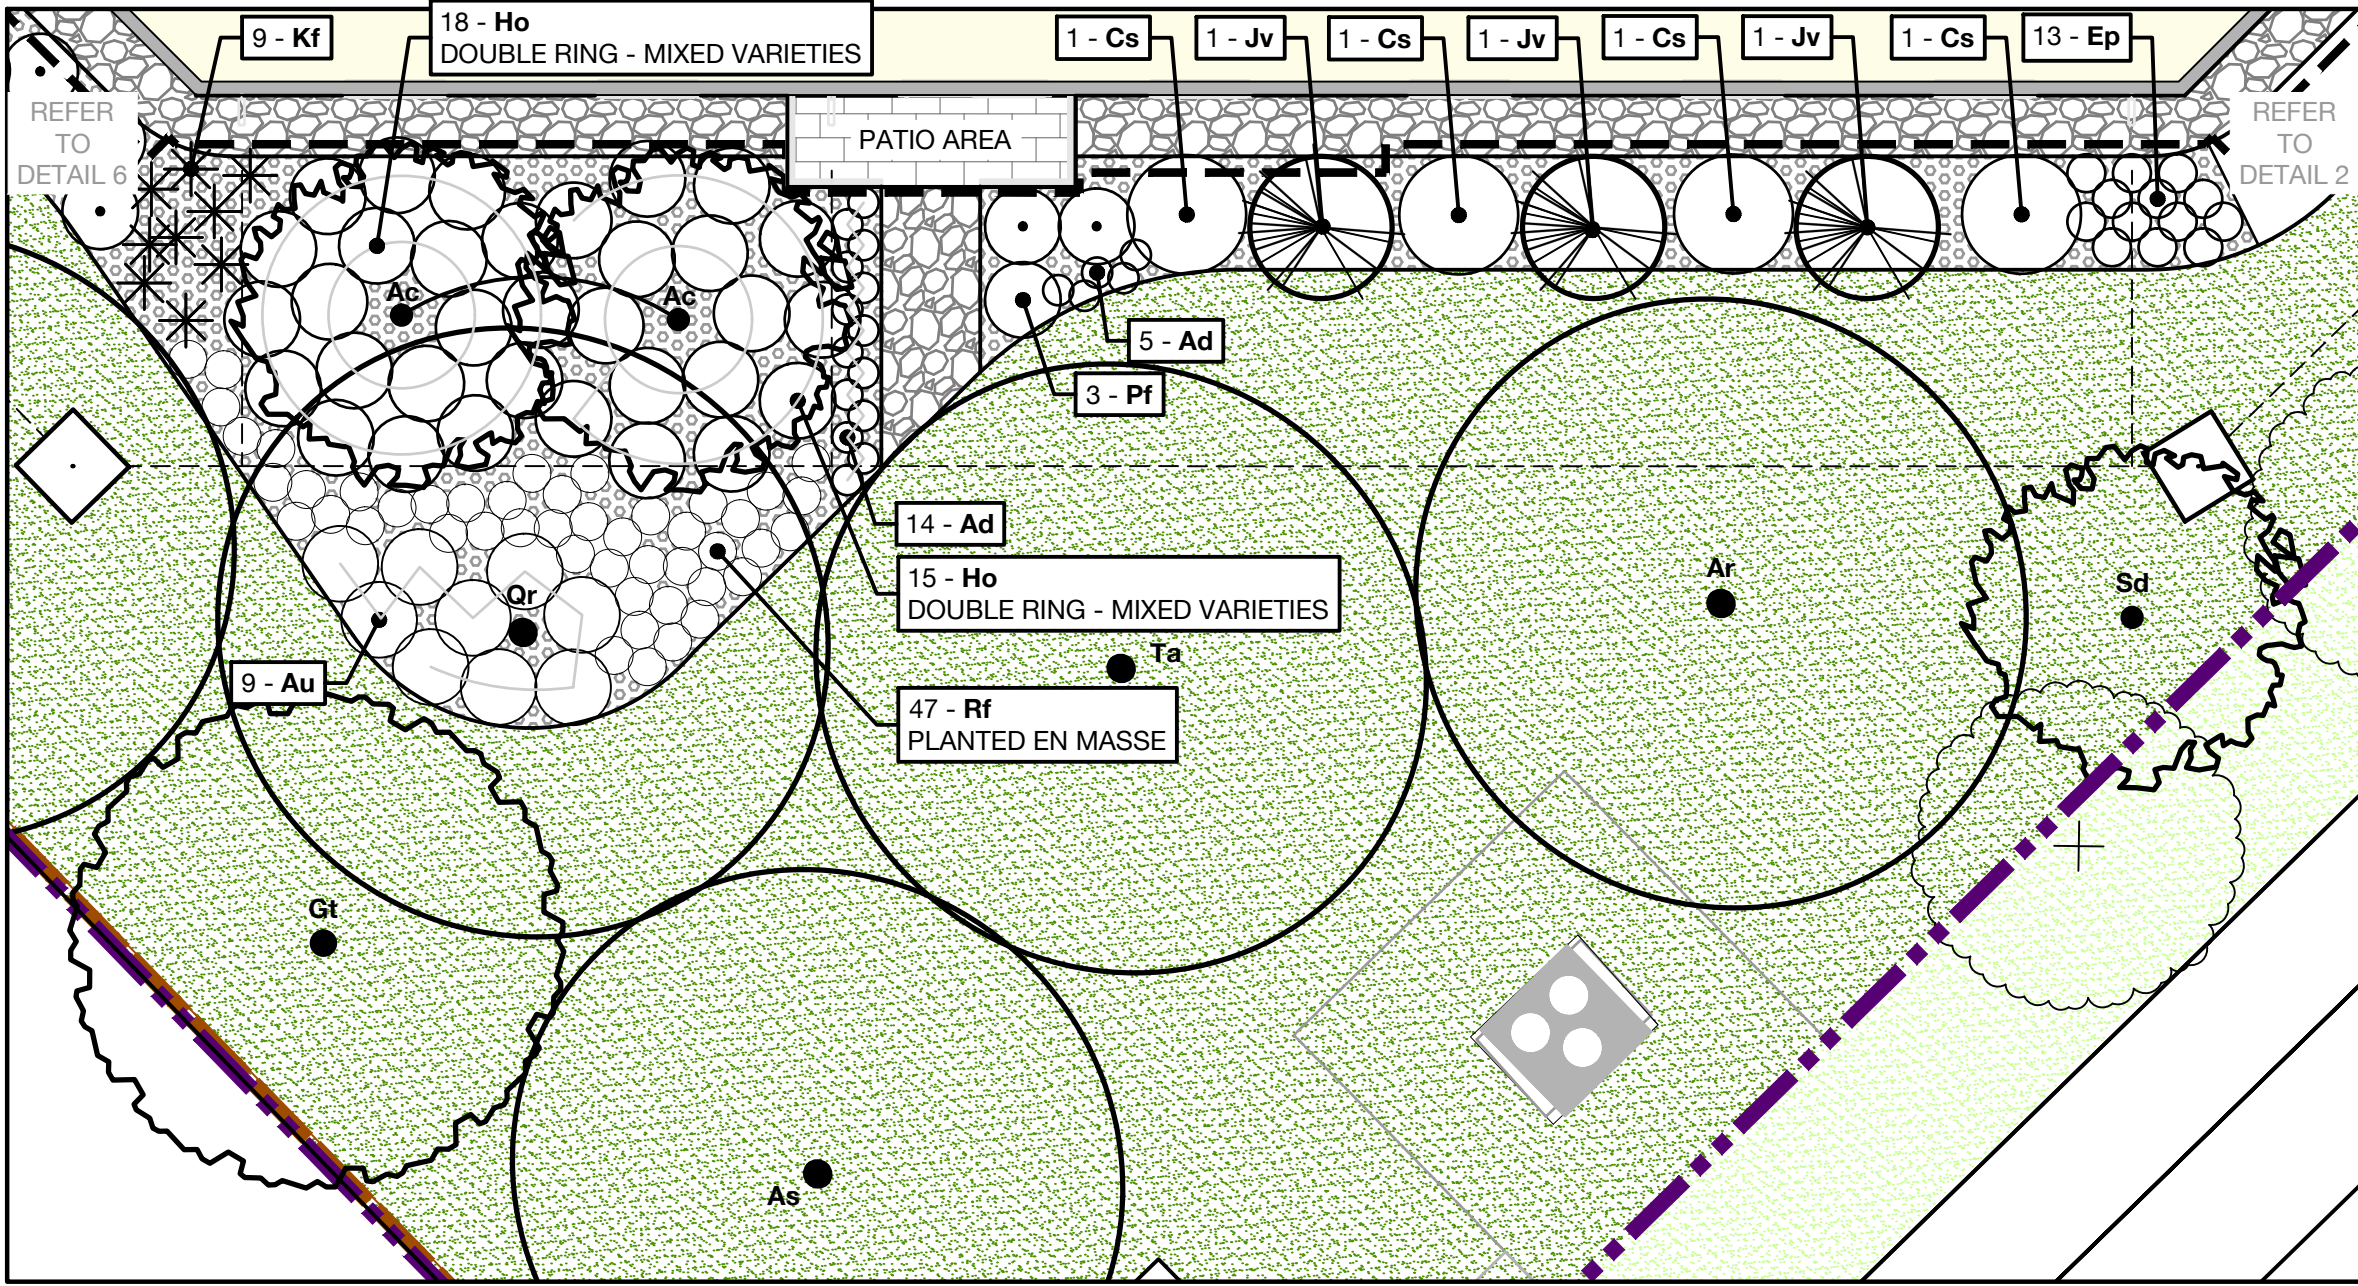 9 - Kf
18 - Ho
DOUBLE RING - MIXED VARIETIES
1 - Cs
1 - Jv
1 - Cs
1 - Jv
1 - Cs
1 - Jv
1 - Cs
13 - Ep
REFER
TO
DETAIL 6
PATIO AREA
REFER
TO
DETAIL 2
Ac
Ac
5 - Ad
3 - Pf
14 - Ad
15 - Ho
DOUBLE RING - MIXED VARIETIES
Qr
Ar
Sd
Ta
9 - Au
47 - Rf
PLANTED EN MASSE
Gt
As